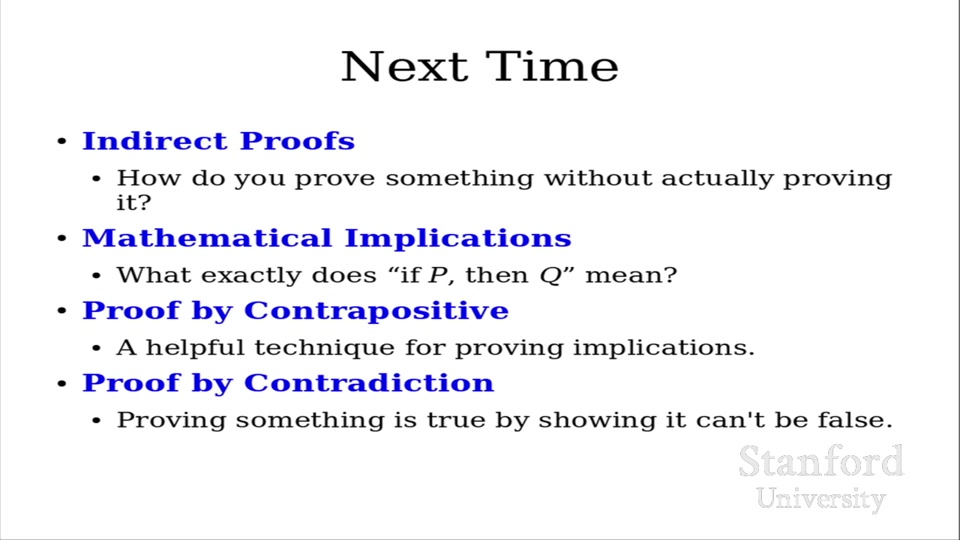 Next Time
• Indirect Proofs
• How do you prove something without actually proving
it?
• Mathematical Implications
• What exactly does “if P, then Q” mean?
• Proof by Contrapositive
• A helpful technique for proving implications.
• Proof by Contradiction
• Proving something is true by showing it can't be false.
Stanford
University